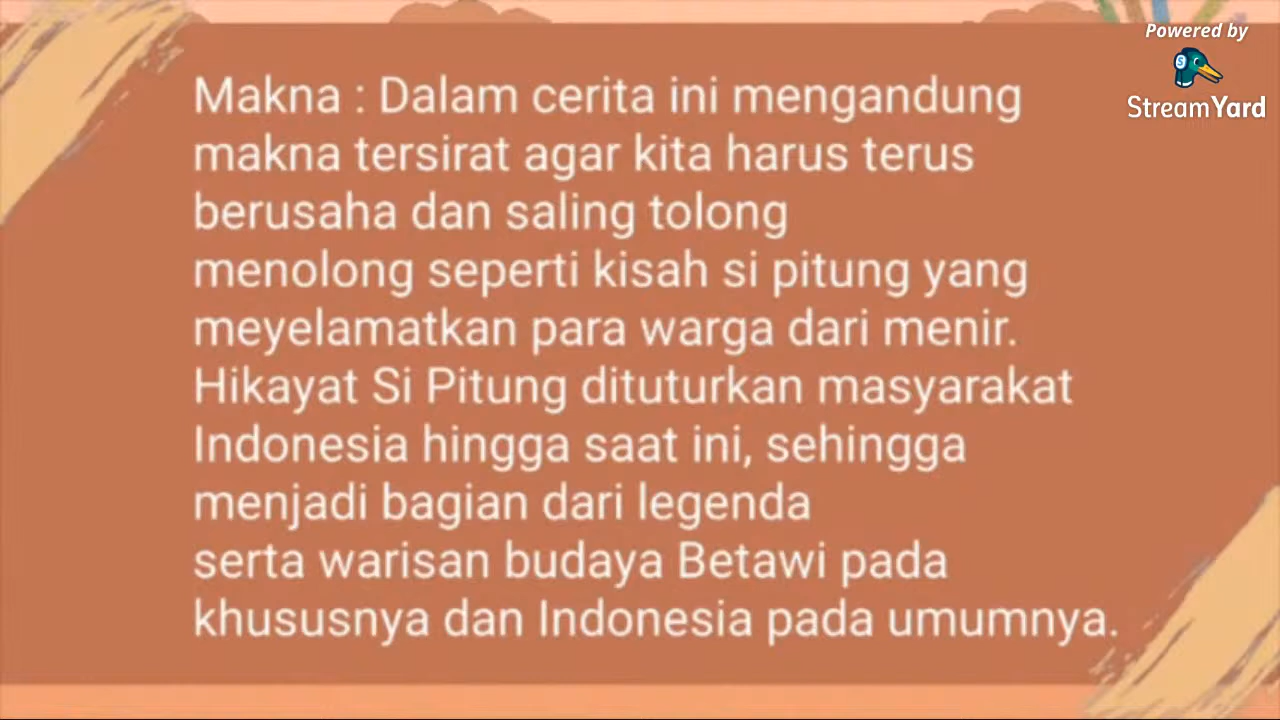 Powered by
StreamYard
Makna : Dalam cerita ini mengandung
makna tersirat agar kita harus terus
berusaha dan saling tolong
menolong seperti kisah si pitung yang
meyelamatkan para warga dari menir.
Hikayat Si Pitung dituturkan masyarakat
Indonesia hingga saat ini, sehingga
menjadi bagian dari legenda
serta warisan budaya Betawi pada
khususnya dan Indonesia pada umumnya.